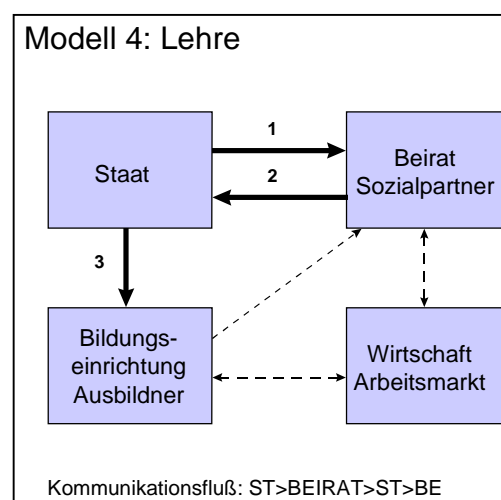 Modell 4: Lehre
Staat
1
2
Beirat
Sozialpartner
3
Bildungs-
einrichtung
Ausbildner
Wirtschaft
Arbeitsmarkt
Kommunikationsfluß: ST>BEIRAT>ST>BE